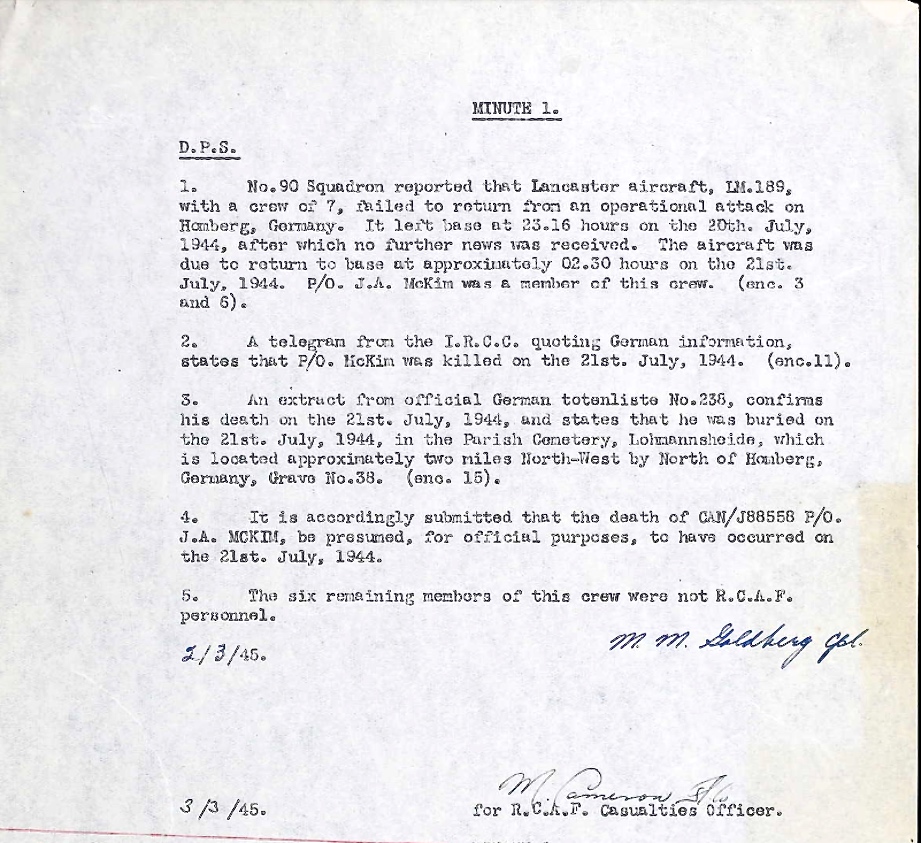 MINUTE 1.
D.P.S.
1. No.90 Squadron reported that Lancaster aircraft, LM.189,
with a crew of 7, failed to return from an operational attack on
Homberg, Germany. It left base at 23.16 hours on the 20th. July,
1944, after which no further news was received. The aircraft was
due to return to base at approximately 02.30 hours on the 21st.
July, 1944. P/O. J.A. McKim was a member of this crew. (enc. 3
and 6).
2. A telegram from the I.R.C.C. quoting German information,
states that P/O. McKim was killed on the 21st. July, 1944. (enc.11).
3. An extract from official German totenliste No.238, confirms
his death on the 21st. July, 1944, and states that he was buried on
the 21st. July, 1944, in the Parish Cemetery, Lohmannsheide, which
is located approximately two miles North-West by North of Homberg,
Germany, Grave No.38. (enc. 15).
4. It is accordingly submitted that the death of CAN/J88558 P/O.
J.A. MCKIM, be presumed, for official purposes, to have occurred on
the 21st. July, 1944.
5. The six remaining members of this crew were not R.C.A.F.
personnel.
M. M. Goldberg Cpl.
2/3/45.
M. Cameron F/O
3/3/45. for R.C.A.F. Casualties Officer.